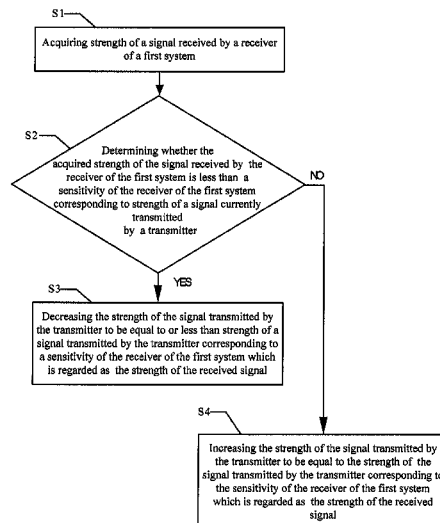 S1
Acquiring strength of a signal received by a receiver
of a first system
S2
Determining whether the
acquired strength of the signal received by the
receiver of the first system is less than a
sensitivity of the receiver of the first system
corresponding to strength of a signal currently
transmitted
by a transmitter
NO
YES
S3
Decreasing the strength of the signal transmitted by
the transmitter to be equal to or less than strength of a
signal transmitted by the transmitter corresponding to
a sensitivity of the receiver of the first system which
is regarded as the strength of the received signal
S4
Increasing the strength of the signal transmitted by
the transmitter to be equal to the strength of the
signal transmitted by the transmitter corresponding to
the sensitivity of the receiver of the first system
which is regarded as the strength of the received
signal